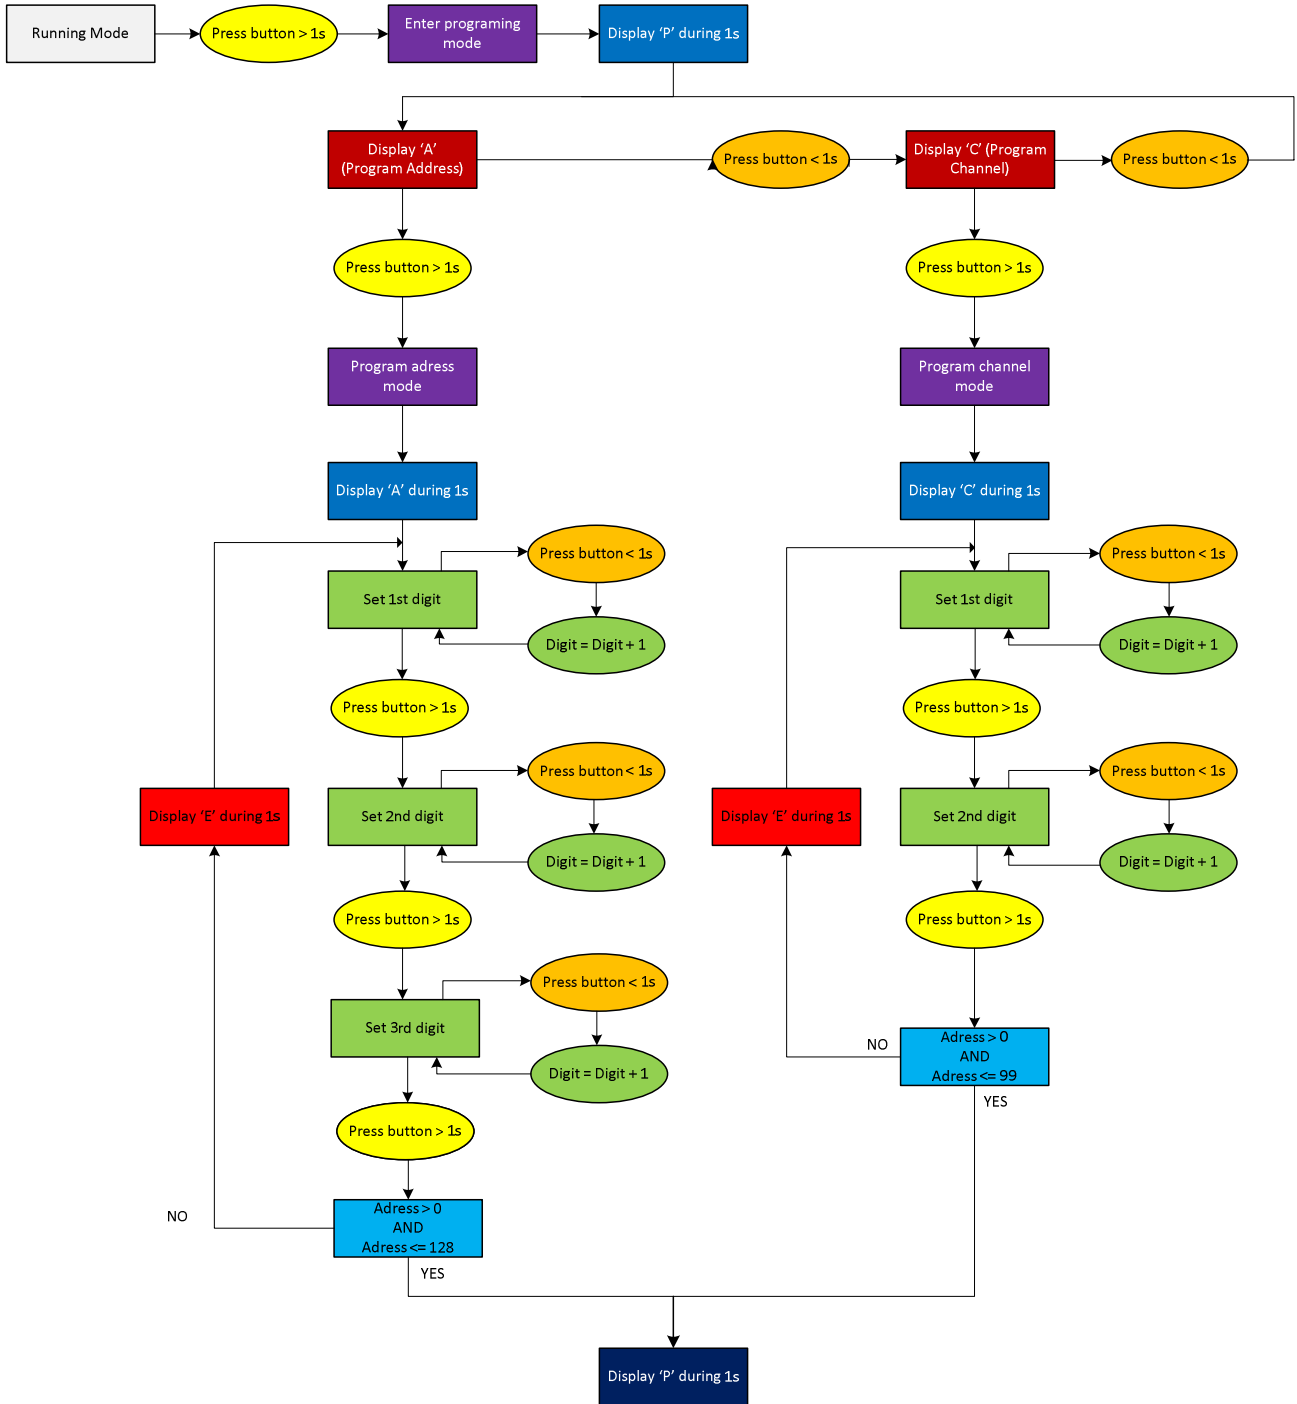 Running Mode
Press button > 1s
Enter programing
mode
Display ‘P’ during 1s
Display ‘A’
(Program Address)
Press button < 1s
Display ‘C’ (Program
Channel)
Press button < 1s
Press button > 1s
Press button > 1s
Program adress
mode
Program channel
mode
Display ‘A’ during 1s
Display ‘C’ during 1s
Press button < 1s
Press button < 1s
Set 1st digit
Set 1st digit
Digit = Digit + 1
Digit = Digit + 1
Press button > 1s
Press button > 1s
Press button < 1s
Press button < 1s
Display ‘E’ during 1s
Set 2nd digit
Display ‘E’ during 1s
Set 2nd digit
Digit = Digit + 1
Digit = Digit + 1
Press button > 1s
Press button > 1s
Press button < 1s
Set 3rd digit
Adress > 0
AND
Adress <= 99
NO
Digit = Digit + 1
YES
Press button > 1s
NO
Adress > 0
AND
Adress <= 128
YES
Display ‘P’ during 1s